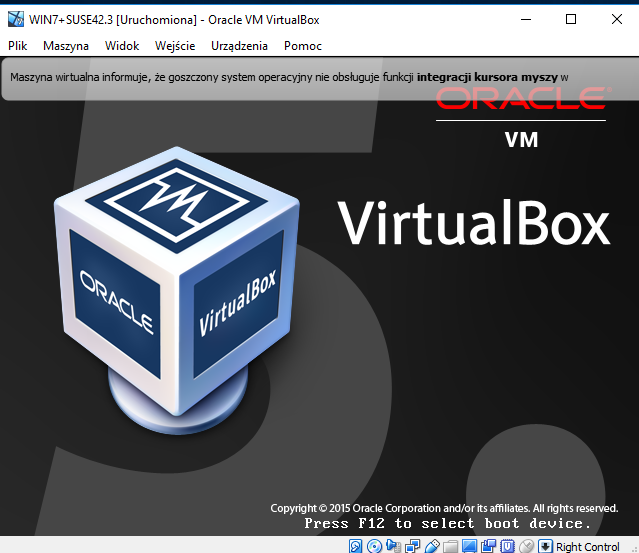 WIN7+SUSE42.3 [Uruchomiona] - Oracle VM VirtualBox
Plik Maszyna Widok Wejście Urządzenia Pomoc
Maszyna wirtualna informuje, że goszczony system operacyjny nie obsługuje funkcji integracji kursora myszy w
ORACLE
VM
VirtualBox
ORACLE
VirtualBox
Copyright © 2015 Oracle Corporation and/or its affiliates. All rights reserved.
Press F12 to select boot device.
Right Control